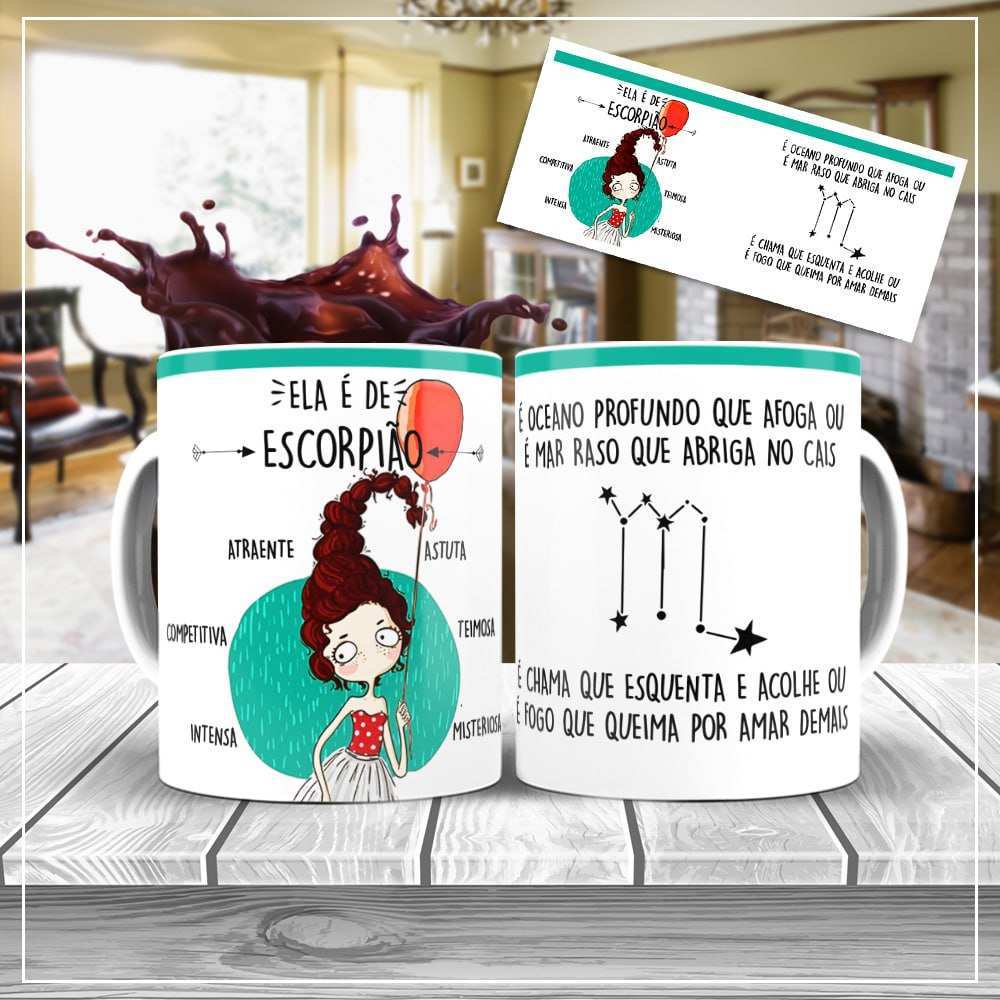 ELA É DE
ESCORPIÃO
ATRAENTE
ASTUTA
COMPETITIVA
TEIMOSA
INTENSA
MISTERIOSA
É OCEANO PROFUNDO QUE AFOGA OU
É MAR RASO QUE ABRIGA NO CAIS
É CHAMA QUE ESQUENTA E ACOLHE OU
É FOGO QUE QUEIMA POR AMAR DEMAIS
ELA É DE
ESCORPIÃO
ATRAENTE
ASTUTA
COMPETITIVA
TEIMOSA
INTENSA
MISTERIOSA
É OCEANO PROFUNDO QUE AFOGA OU
É MAR RASO QUE ABRIGA NO CAIS
É CHAMA QUE ESQUENTA E ACOLHE OU
É FOGO QUE QUEIMA POR AMAR DEMAIS